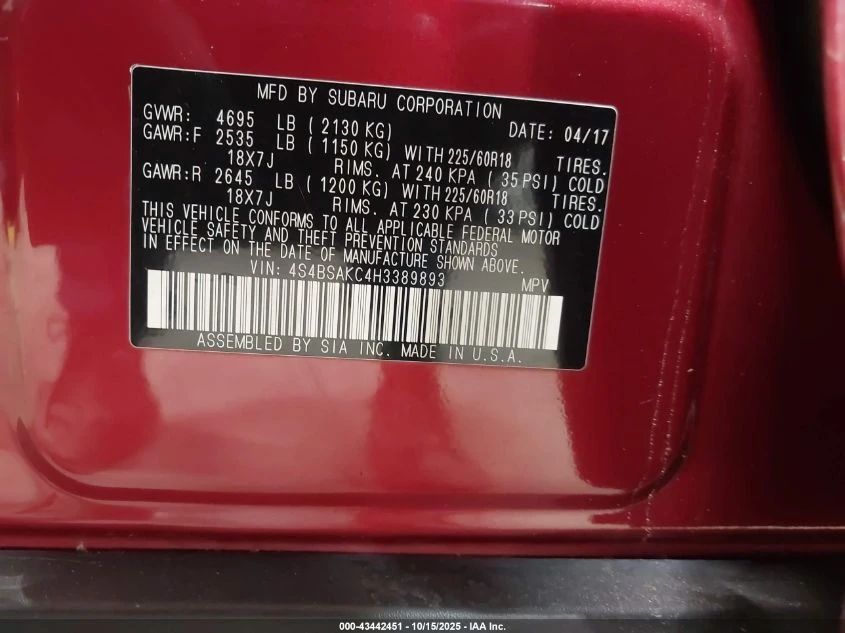 MFD BY SUBARU CORPORATION
GVWR: 4695 LB ( 2130 KG) DATE: 04/17
GAWR:F 2535 LB ( 1150 KG) WITH 225/60R18 TIRES.
18X7J RIMS. AT 240 KPA ( 35 PSI) COLD
GAWR:R 2645 LB ( 1200 KG) WITH 225/60R18 TIRES.
18X7J RIMS. AT 230 KPA ( 33 PSI) COLD
THIS VEHICLE CONFORMS TO ALL APPLICABLE FEDERAL MOTOR
VEHICLE SAFETY AND THEFT PREVENTION STANDARDS
IN EFFECT ON THE DATE OF MANUFACTURE SHOWN ABOVE.
VIN: 4S4BSAKC4H3389893 MPV
ASSEMBLED BY SIA INC. MADE IN U.S.A.
000-43442451 - 10/15/2025 - IAA Inc.